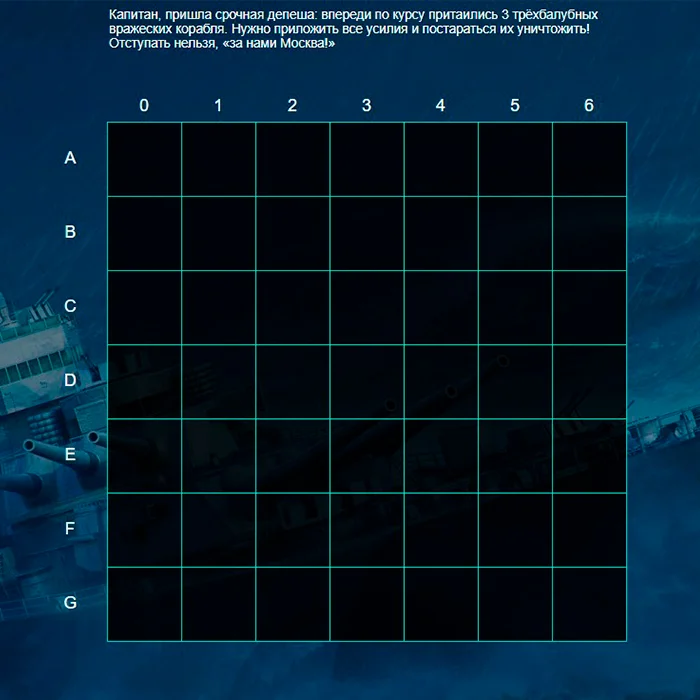 Капитан, пришла срочная депеша: впереди по курсу притаились 3 трёхбалубных
вражеских корабля. Нужно приложить все усилия и постараться их уничтожить!
Отступать нельзя, «за нами Москва!»
0 1 2 3 4 5 6
A
B
C
D
E
F
G